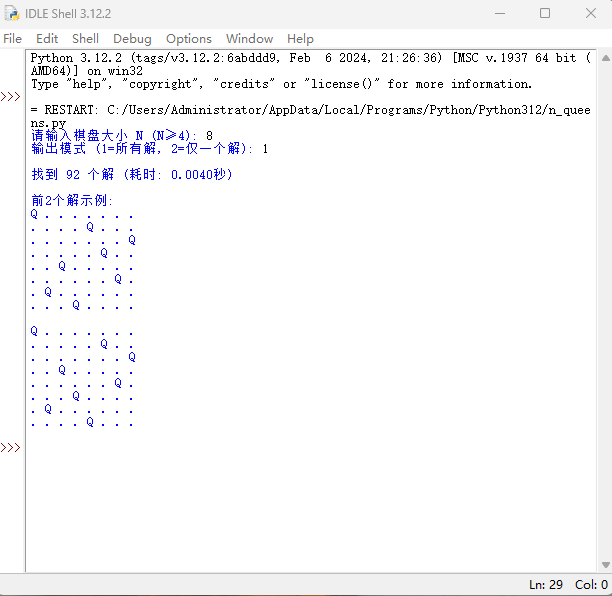 IDLE Shell 3.12.2
File Edit Shell Debug Options Window Help
Python 3.12.2 (tags/v3.12.2:6abddd9, Feb  6 2024, 21:26:36) [MSC v.1937 64 bit (
AMD64)] on win32
Type "help", "copyright", "credits" or "license()" for more information.
>>>
= RESTART: C:/Users/Administrator/AppData/Local/Programs/Python/Python312/n_quee
ns.py
请输入棋盘大小 N (N≥4): 8
输出模式 (1=所有解, 2=仅一个解): 1
找到 92 个解 (耗时: 0.0040秒)
前2个解示例:
Q . . . . . . .
. . . . Q . . .
. . . . . . . Q
. . . . . Q . .
. . Q . . . . .
. . . . . . Q .
. Q . . . . . .
. . . Q . . . .
Q . . . . . . .
. . . . . Q . .
. . . . . . . Q
. . Q . . . . .
. . . . . . Q .
. . . Q . . . .
. Q . . . . . .
. . . . Q . . .
>>>
Ln: 29 Col: 0